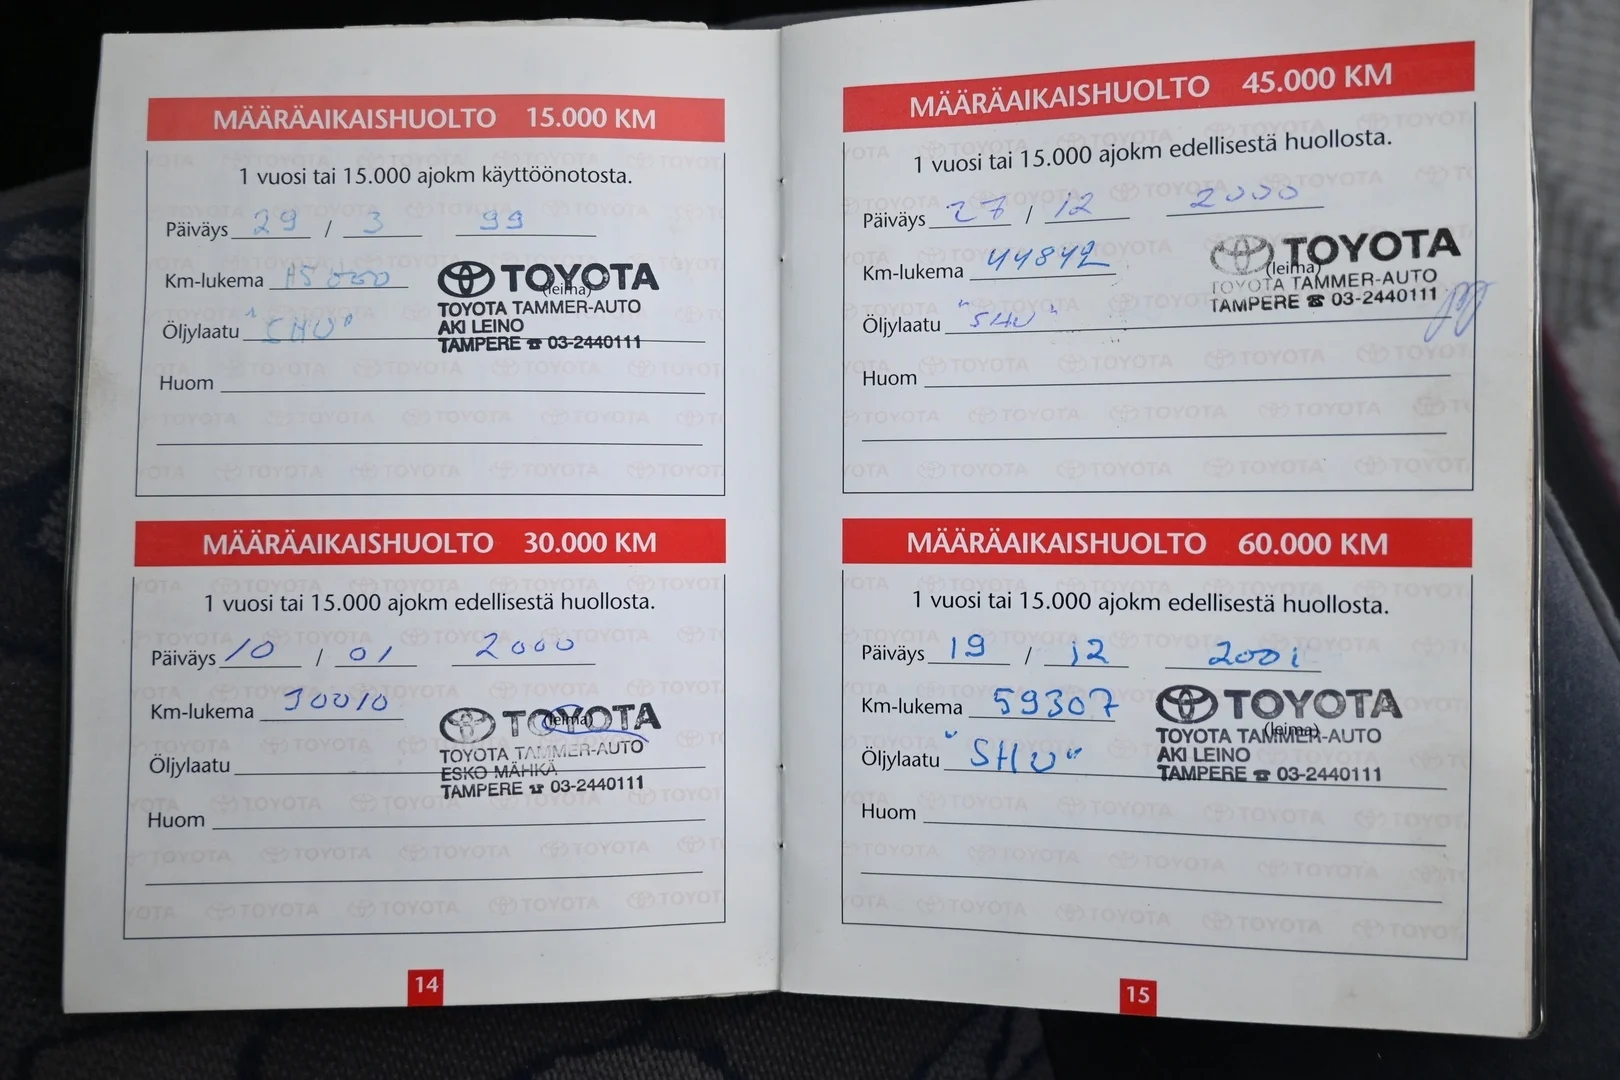 MÄÄRÄAIKAISHUOLTO 15.000 KM
1 vuosi tai 15.000 ajokm käyttöönotosta.
Päiväys 29 / 3 99
Km-lukema 15000
TOYOTA
(leima)
TOYOTA TAMMER-AUTO
Öljylaatu "SHU"
AKI LEINO
TAMPERE ☎ 03-2440111
Huom
MÄÄRÄAIKAISHUOLTO 30.000 KM
1 vuosi tai 15.000 ajokm edellisestä huollosta.
Päiväys 10 / 01 2000
Km-lukema 30010
TOYOTA
(leima)
TOYOTA TAMMER-AUTO
Öljylaatu
ESKO MÄHKÄ
TAMPERE ☎ 03-2440111
Huom
14
MÄÄRÄAIKAISHUOLTO 45.000 KM
1 vuosi tai 15.000 ajokm edellisestä huollosta.
Päiväys 27 / 12 2000
Km-lukema 44842
TOYOTA
(leima)
TOYOTA TAMMER-AUTO
TAMPERE ☎ 03-2440111
Öljylaatu "SHU"
Huom
MÄÄRÄAIKAISHUOLTO 60.000 KM
1 vuosi tai 15.000 ajokm edellisestä huollosta.
Päiväys 19 / 12 2001
Km-lukema 59307
TOYOTA
(leima)
TOYOTA TAMMER-AUTO
Öljylaatu "SHU"
AKI LEINO
TAMPERE ☎ 03-2440111
Huom
15